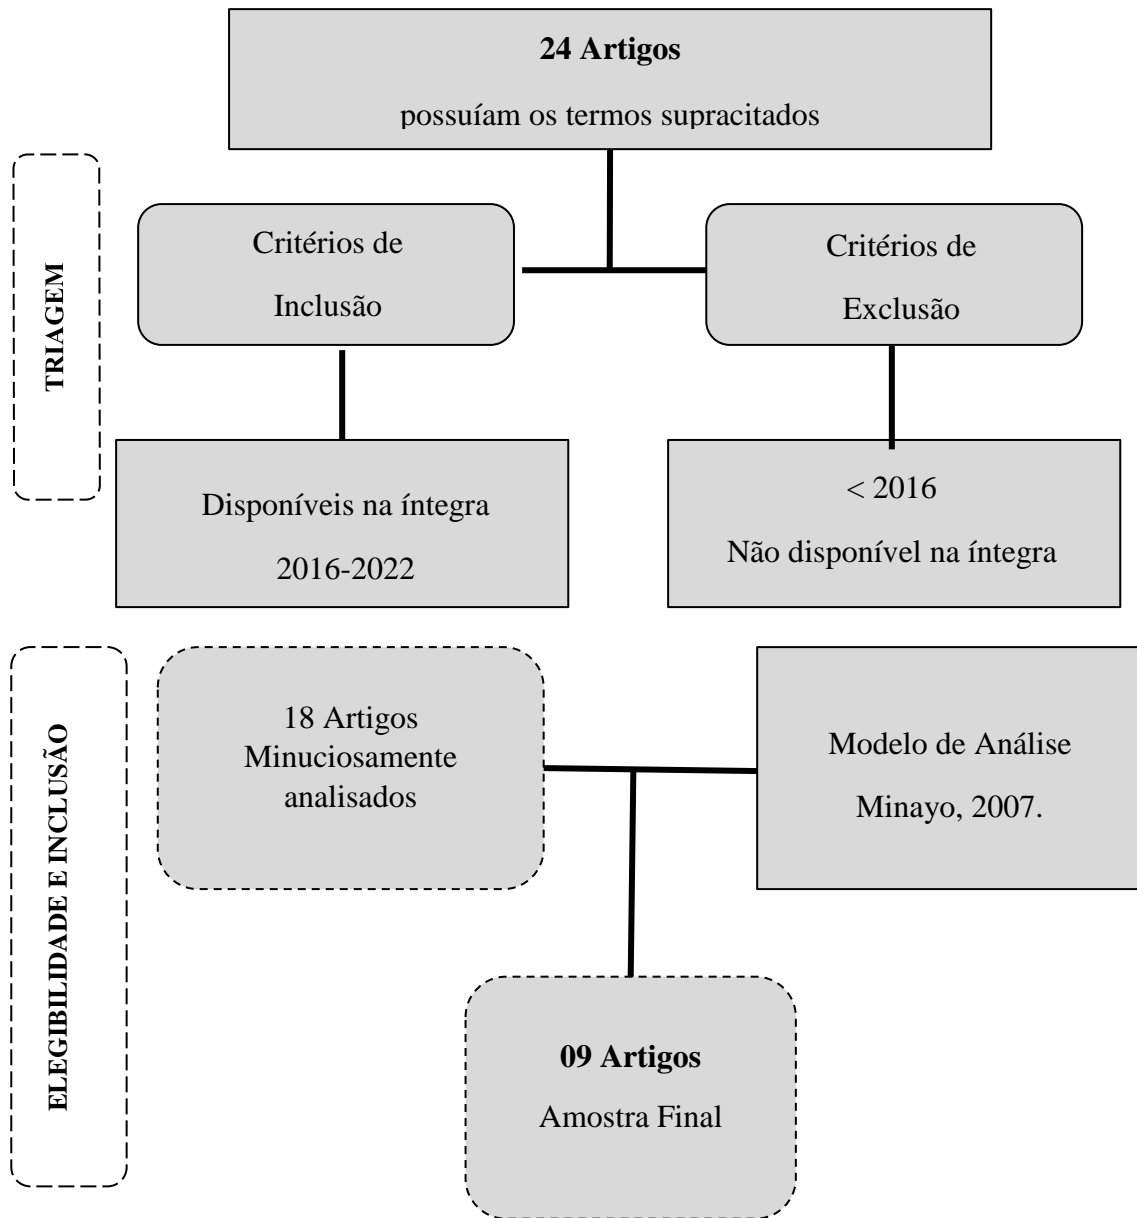 24 Artigos
possuíam os termos supracitados
TRIAGEM
Critérios de
Inclusão
Critérios de
Exclusão
Disponíveis na íntegra
2016-2022
< 2016
Não disponível na íntegra
ELEGIBILIDADE E INCLUSÃO
18 Artigos
Minuciosamente
analisados
Modelo de Análise
Minayo, 2007.
09 Artigos
Amostra Final